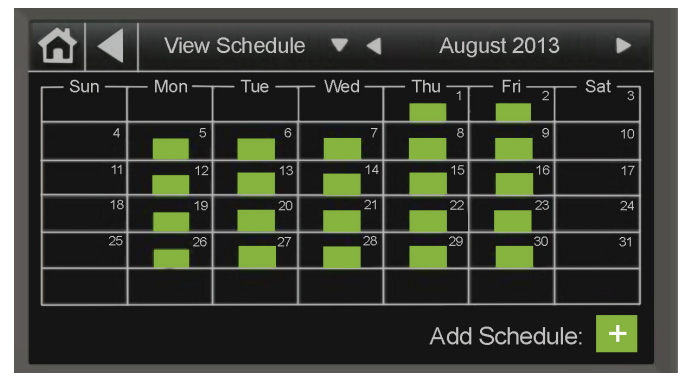 View Schedule August 2013
Sun Mon Tue Wed Thu Fri Sat
1 2 3
4 5 6 7 8 9 10
11 12 13 14 15 16 17
18 19 20 21 22 23 24
25 26 27 28 29 30 31
Add Schedule: +